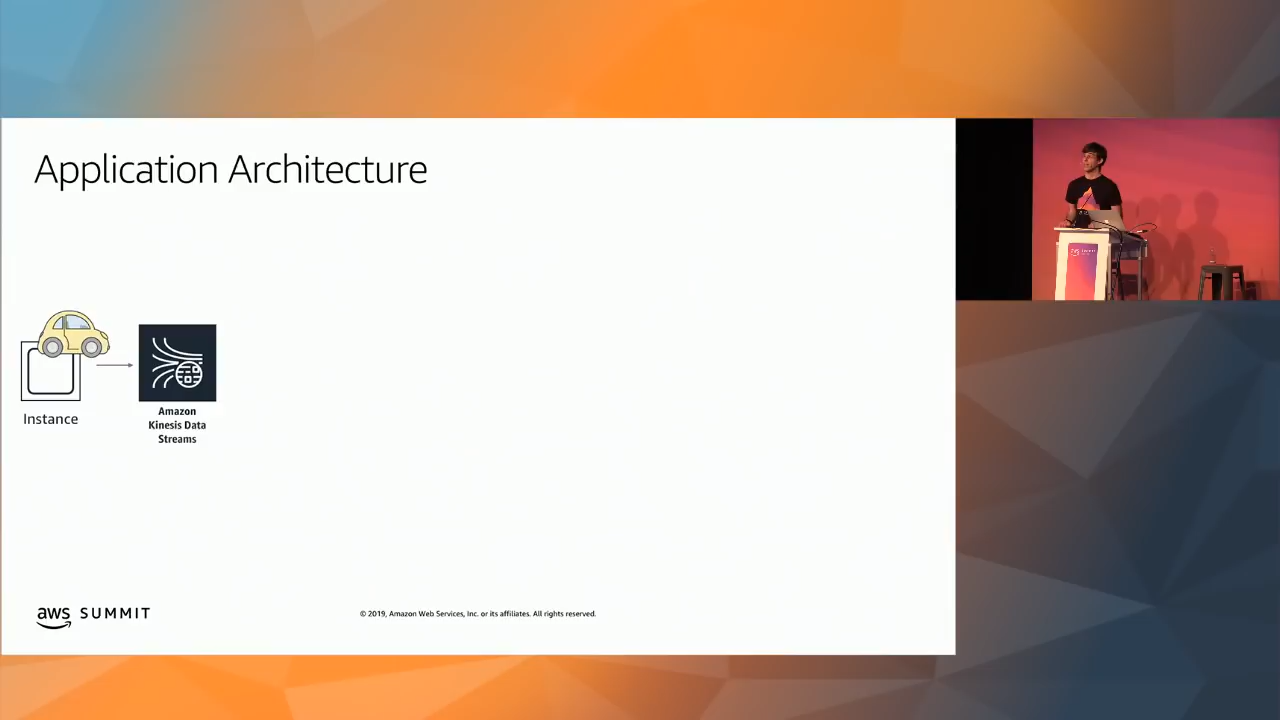 Application Architecture
Instance
Amazon
Kinesis Data
Streams
aws SUMMIT
© 2019, Amazon Web Services, Inc. or its affiliates. All rights reserved.